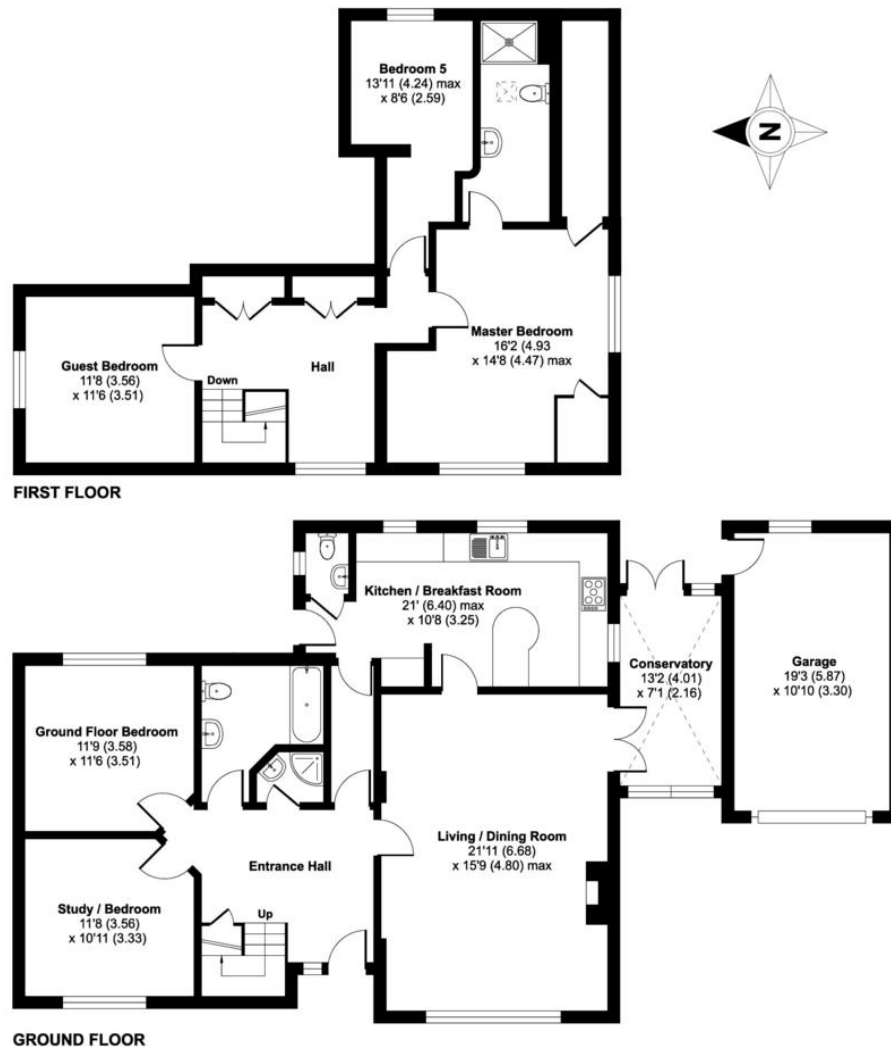 Bedroom 5
13'11 (4.24) max
x 8'6 (2.59)
N
Master Bedroom
16'2 (4.93
x 14'8 (4.47) max
Guest Bedroom
11'8 (3.56)
x 11'6 (3.51)
Down
Hall
FIRST FLOOR
Kitchen / Breakfast Room
21' (6.40) max
x 10'8 (3.25)
Conservatory
13'2 (4.01)
x 7'1 (2.16)
Garage
19'3 (5.87)
x 10'10 (3.30)
Ground Floor Bedroom
11'9 (3.58)
x 11'6 (3.51)
Living / Dining Room
21'11 (6.68)
x 15'9 (4.80) max
Entrance Hall
Study / Bedroom
11'8 (3.56)
x 10'11 (3.33)
Up
GROUND FLOOR